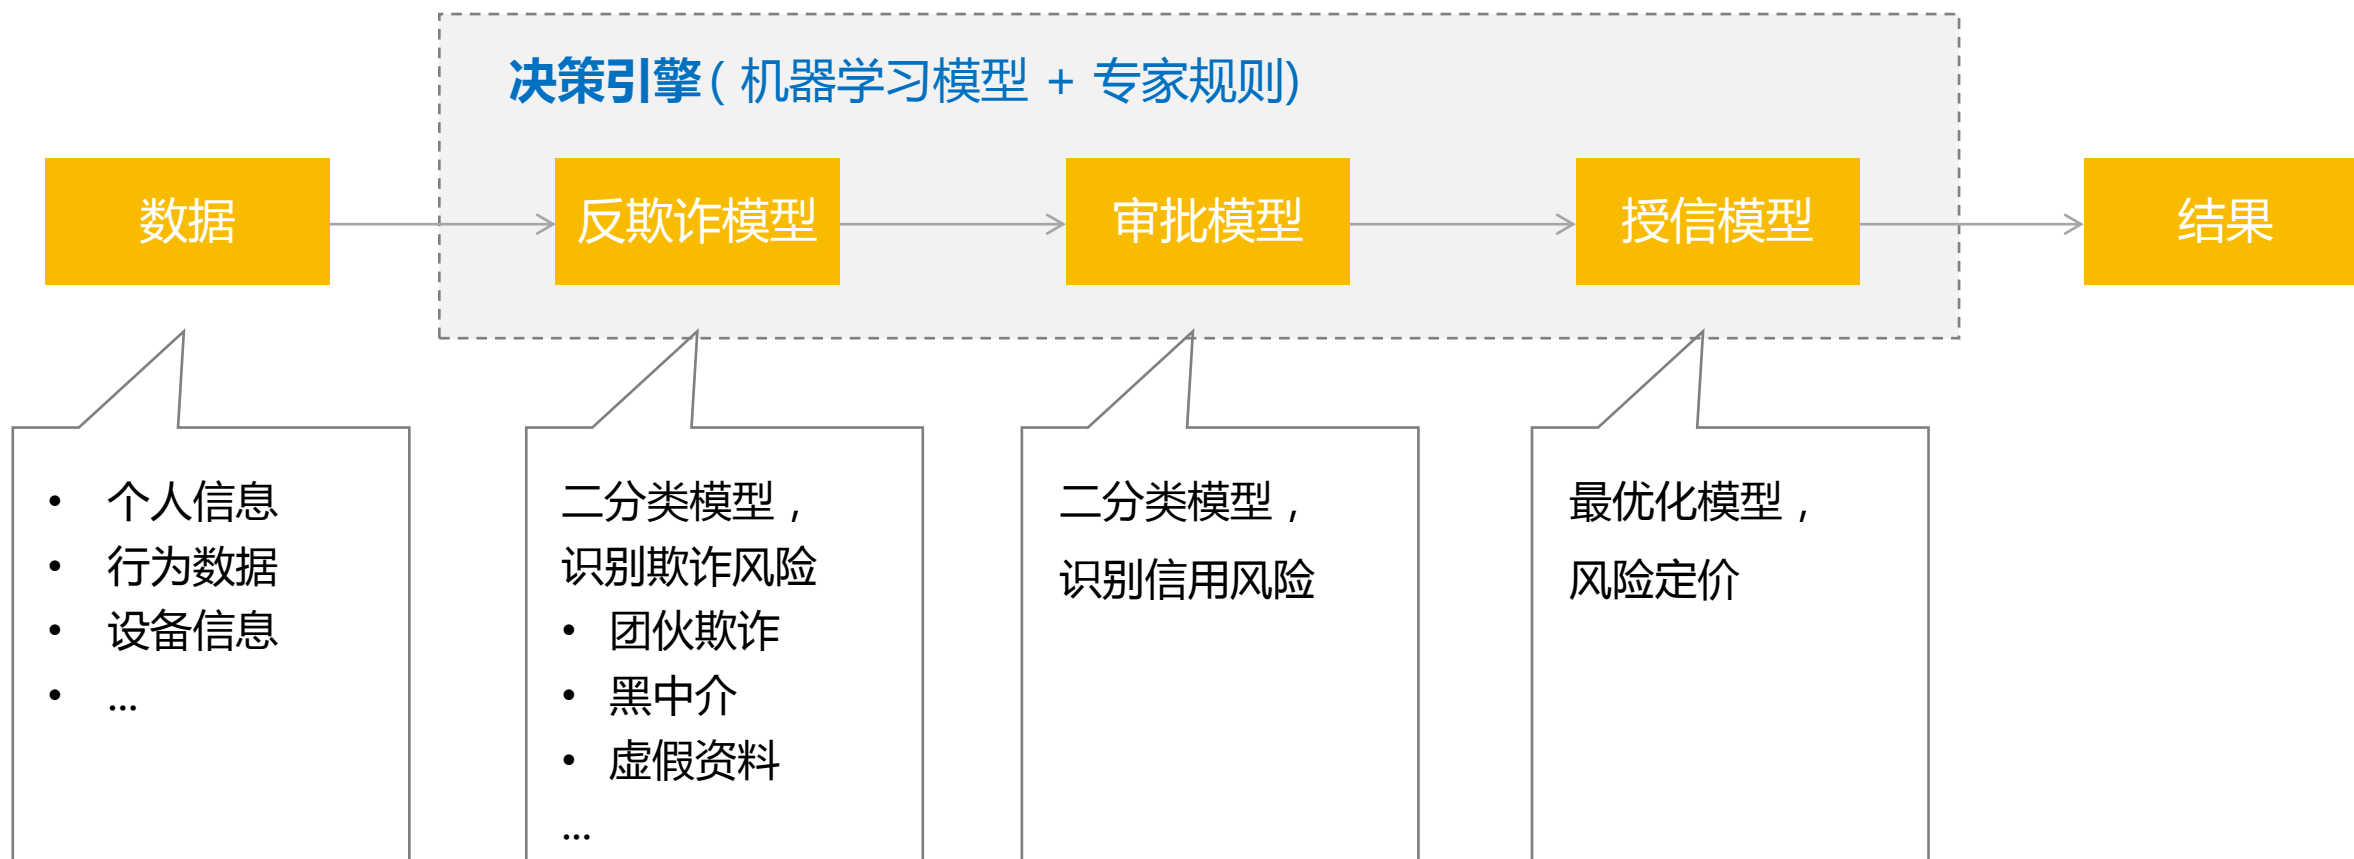 决策引擎(机器学习模型 + 专家规则)
数据
反欺诈模型
审批模型
授信模型
结果
• 个人信息
• 行为数据
• 设备信息
• ...
二分类模型，
识别欺诈风险
• 团伙欺诈
• 黑中介
• 虚假资料
...
二分类模型，
识别信用风险
最优化模型，
风险定价